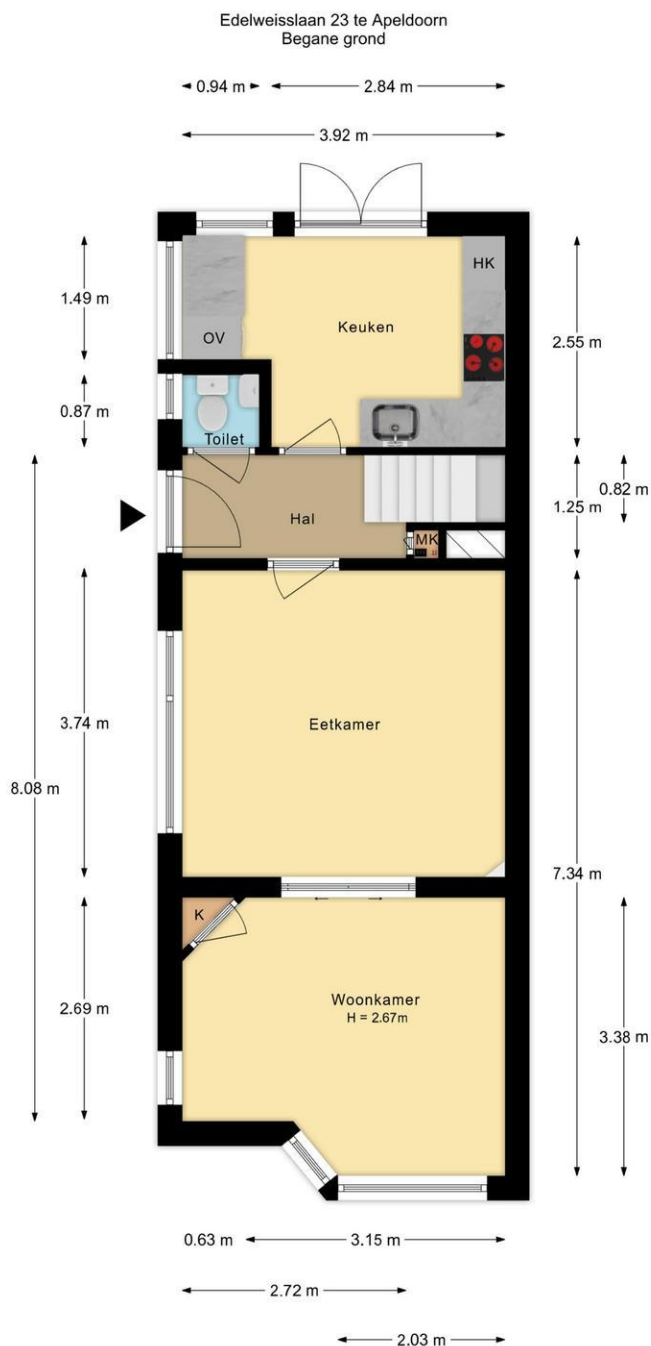 Edelweisslaan 23 te Apeldoorn
Begane grond
0.94 m
2.84 m
3.92 m
HK
1.49 m
Keuken
OV
2.55 m
0.87 m
Toilet
0.82 m
1.25 m
Hal
MK
3.74 m
Eetkamer
8.08 m
7.34 m
K
2.69 m
Woonkamer
H = 2.67m
3.38 m
0.63 m
3.15 m
2.72 m
2.03 m